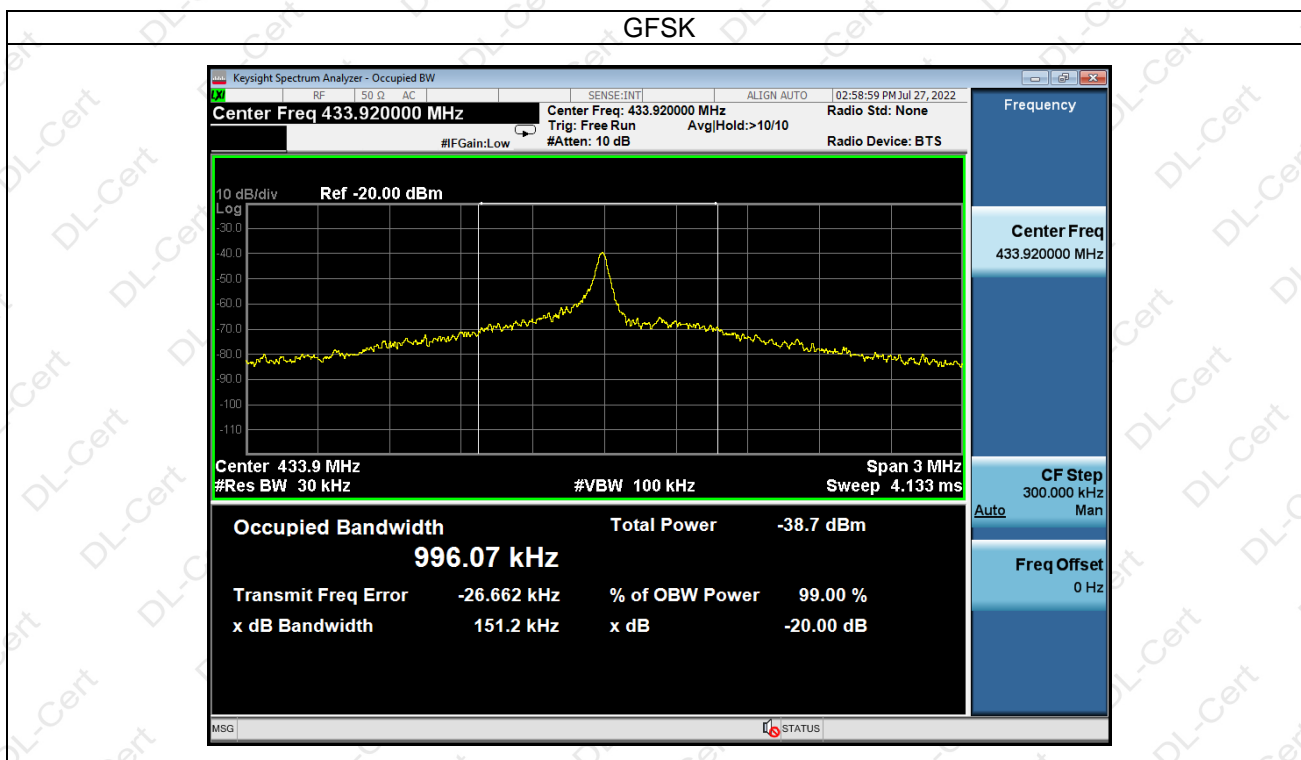 GFSK
Keysight Spectrum Analyzer - Occupied BW
LXI RF 50 Ω AC SENSE:INT ALIGN AUTO 02:58:59 PM Jul 27, 2022
Center Freq 433.920000 MHz Center Freq: 433.920000 MHz Radio Std: None
Trig: Free Run Avg|Hold:>10/10
#IFGain:Low #Atten: 10 dB Radio Device: BTS
10 dB/div Ref -20.00 dBm
Log
-30.0
-40.0
-50.0
-60.0
-70.0
-80.0
-90.0
-100
-110
Center 433.9 MHz Span 3 MHz
#Res BW 30 kHz #VBW 100 kHz Sweep 4.133 ms
Occupied Bandwidth Total Power -38.7 dBm
996.07 kHz
Transmit Freq Error -26.662 kHz % of OBW Power 99.00 %
x dB Bandwidth 151.2 kHz x dB -20.00 dB
MSG STATUS
Frequency
Center Freq
433.920000 MHz
CF Step
300.000 kHz
Auto Man
Freq Offset
0 Hz
DL-Cert